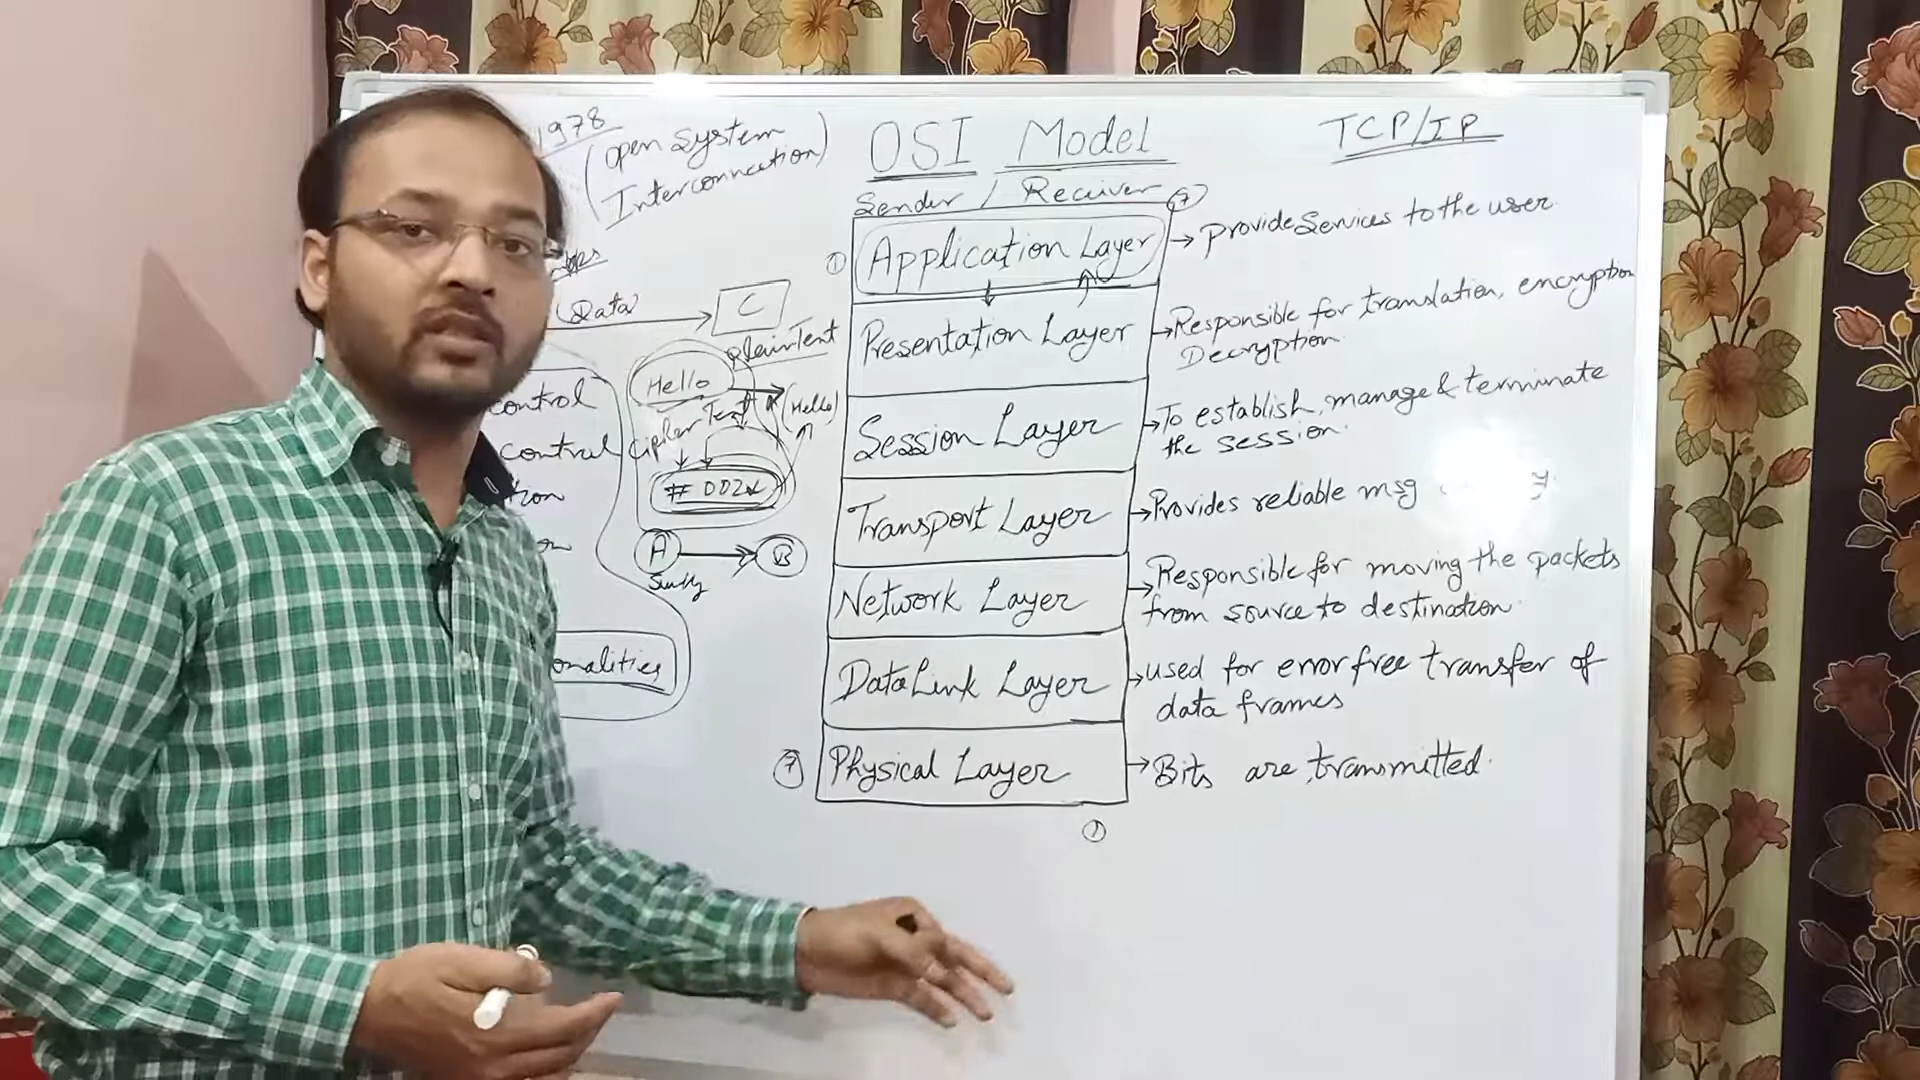 1978
(open system
Interconnection)
OSI Model
TCP/IP
Sender / Reciver
7
1
Application Layer
→ provide services to the user
Data
C
plainText
Presentation Layer
→Responsible for translation, encryption
Decryption.
Hello
(Hello)
control
Cipher Text
Session Layer
→To establish, manage & terminate
the session.
control
Transport Layer
→Provides reliable msg
A
B
Network Layer
→Responsible for moving the packets
from source to destination.
onalities
DataLink Layer
→used for error free transfer of
data frames
7
Physical Layer
→Bits are transmitted.
1